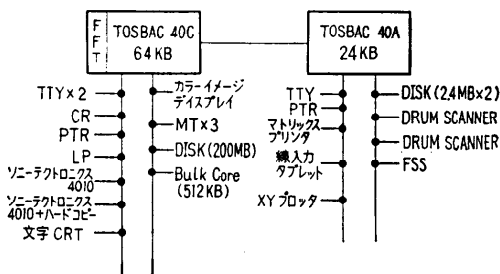 FFT
TOSBAC 40C
64KB
TTY×2
CR
PTR
LP
ソニーテクトロニクス
4010
ソニーテクトロニクス
4010+ハードコピー
文字 CRT
カラーイメージ
デイスプレイ
MT×3
DISK(200MB)
Bulk Core
(512KB)
TOSBAC 40A
24KB
TTY
PTR
マトリックス
プリンタ
線入力
タブレット
XYプロッタ
DISK(2,4MB×2)
DRUM SCANNER
DRUM SCANNER
FSS